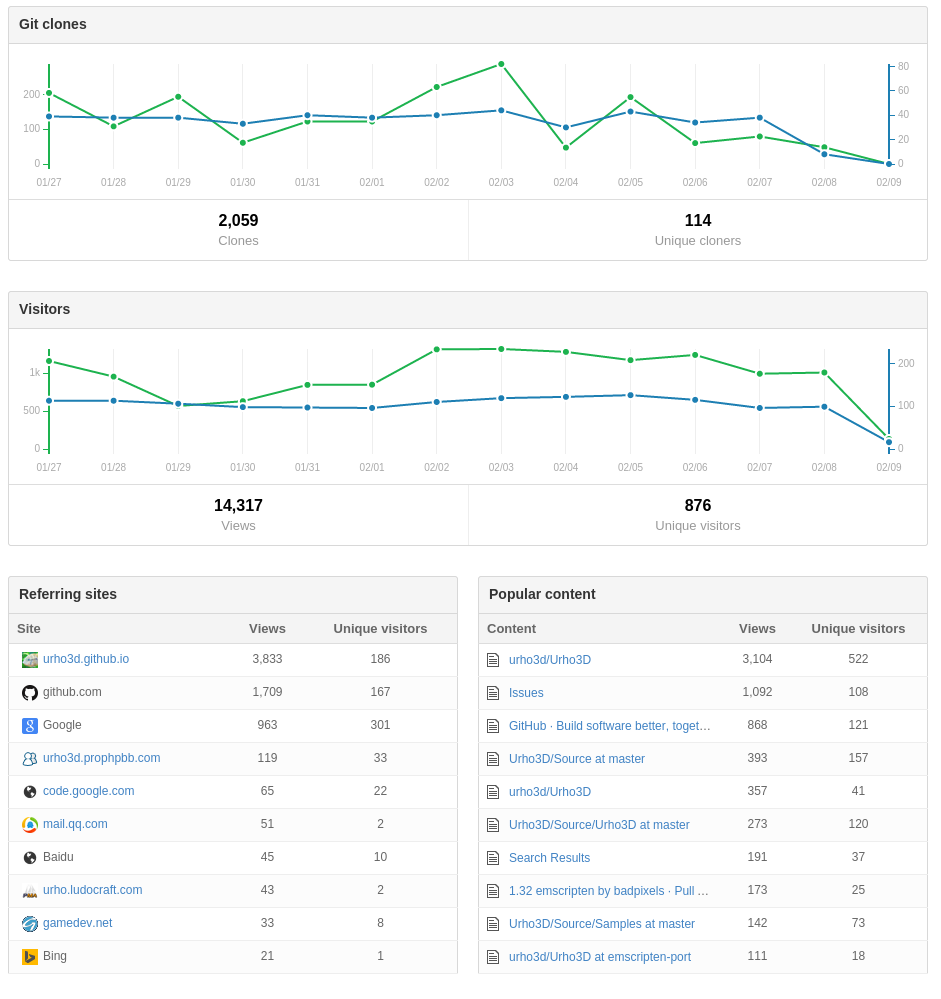 Git clones
200
100
0
80
60
40
20
0
01/27 01/28 01/29 01/30 01/31 02/01 02/02 02/03 02/04 02/05 02/06 02/07 02/08 02/09
2,059 114
Clones Unique cloners
Visitors
1k
500
0
200
100
0
01/27 01/28 01/29 01/30 01/31 02/01 02/02 02/03 02/04 02/05 02/06 02/07 02/08 02/09
14,317 876
Views Unique visitors
Referring sites
Site Views Unique visitors
urho3d.github.io 3,833 186
github.com 1,709 167
Google 963 301
urho3d.prophpbb.com 119 33
code.google.com 65 22
mail.qq.com 51 2
Baidu 45 10
urho.ludocraft.com 43 2
gamedev.net 33 8
Bing 21 1
Popular content
Content Views Unique visitors
urho3d/Urho3D 3,104 522
Issues 1,092 108
GitHub · Build software better, toget… 868 121
Urho3D/Source at master 393 157
urho3d/Urho3D 357 41
Urho3D/Source/Urho3D at master 273 120
Search Results 191 37
1.32 emscripten by badpixels · Pull … 173 25
Urho3D/Source/Samples at master 142 73
urho3d/Urho3D at emscripten-port 111 18